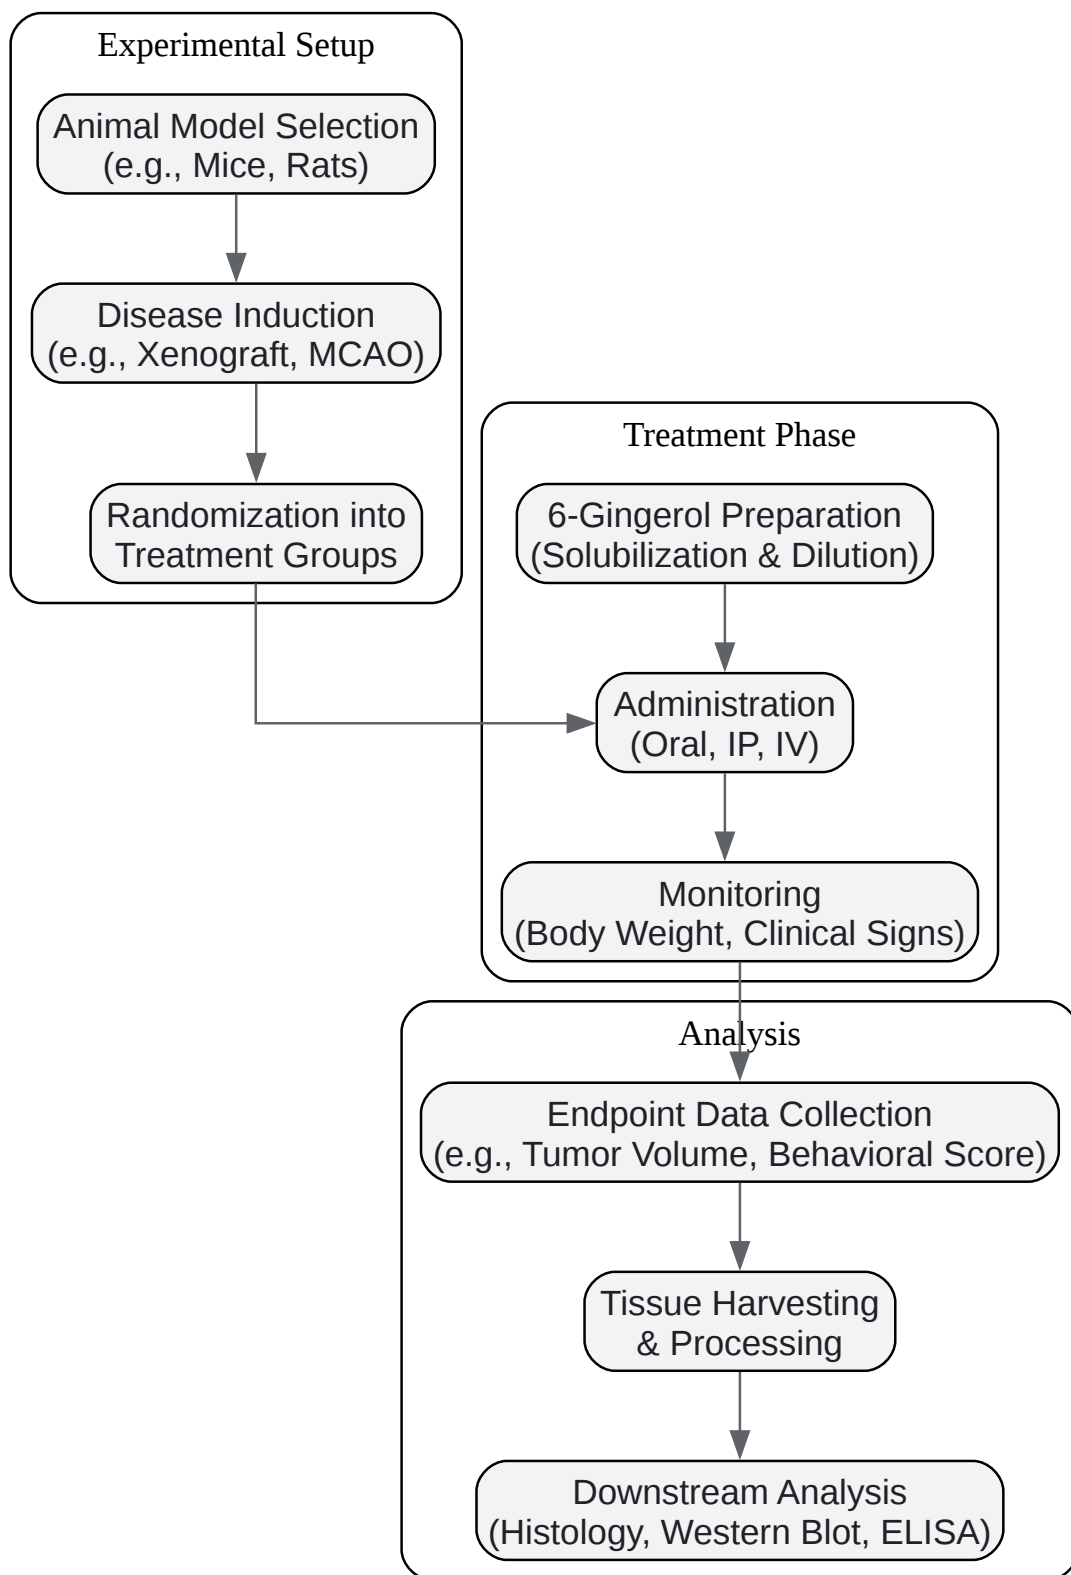 Experimental Setup
Animal Model Selection
(e.g., Mice, Rats)
Disease Induction
(e.g., Xenograft, MCAO)
Randomization into
Treatment Groups
Treatment Phase
6-Gingerol Preparation
(Solubilization & Dilution)
Administration
(Oral, IP, IV)
Monitoring
(Body Weight, Clinical Signs)
Analysis
Endpoint Data Collection
(e.g., Tumor Volume, Behavioral Score)
Tissue Harvesting
& Processing
Downstream Analysis
(Histology, Western Blot, ELISA)